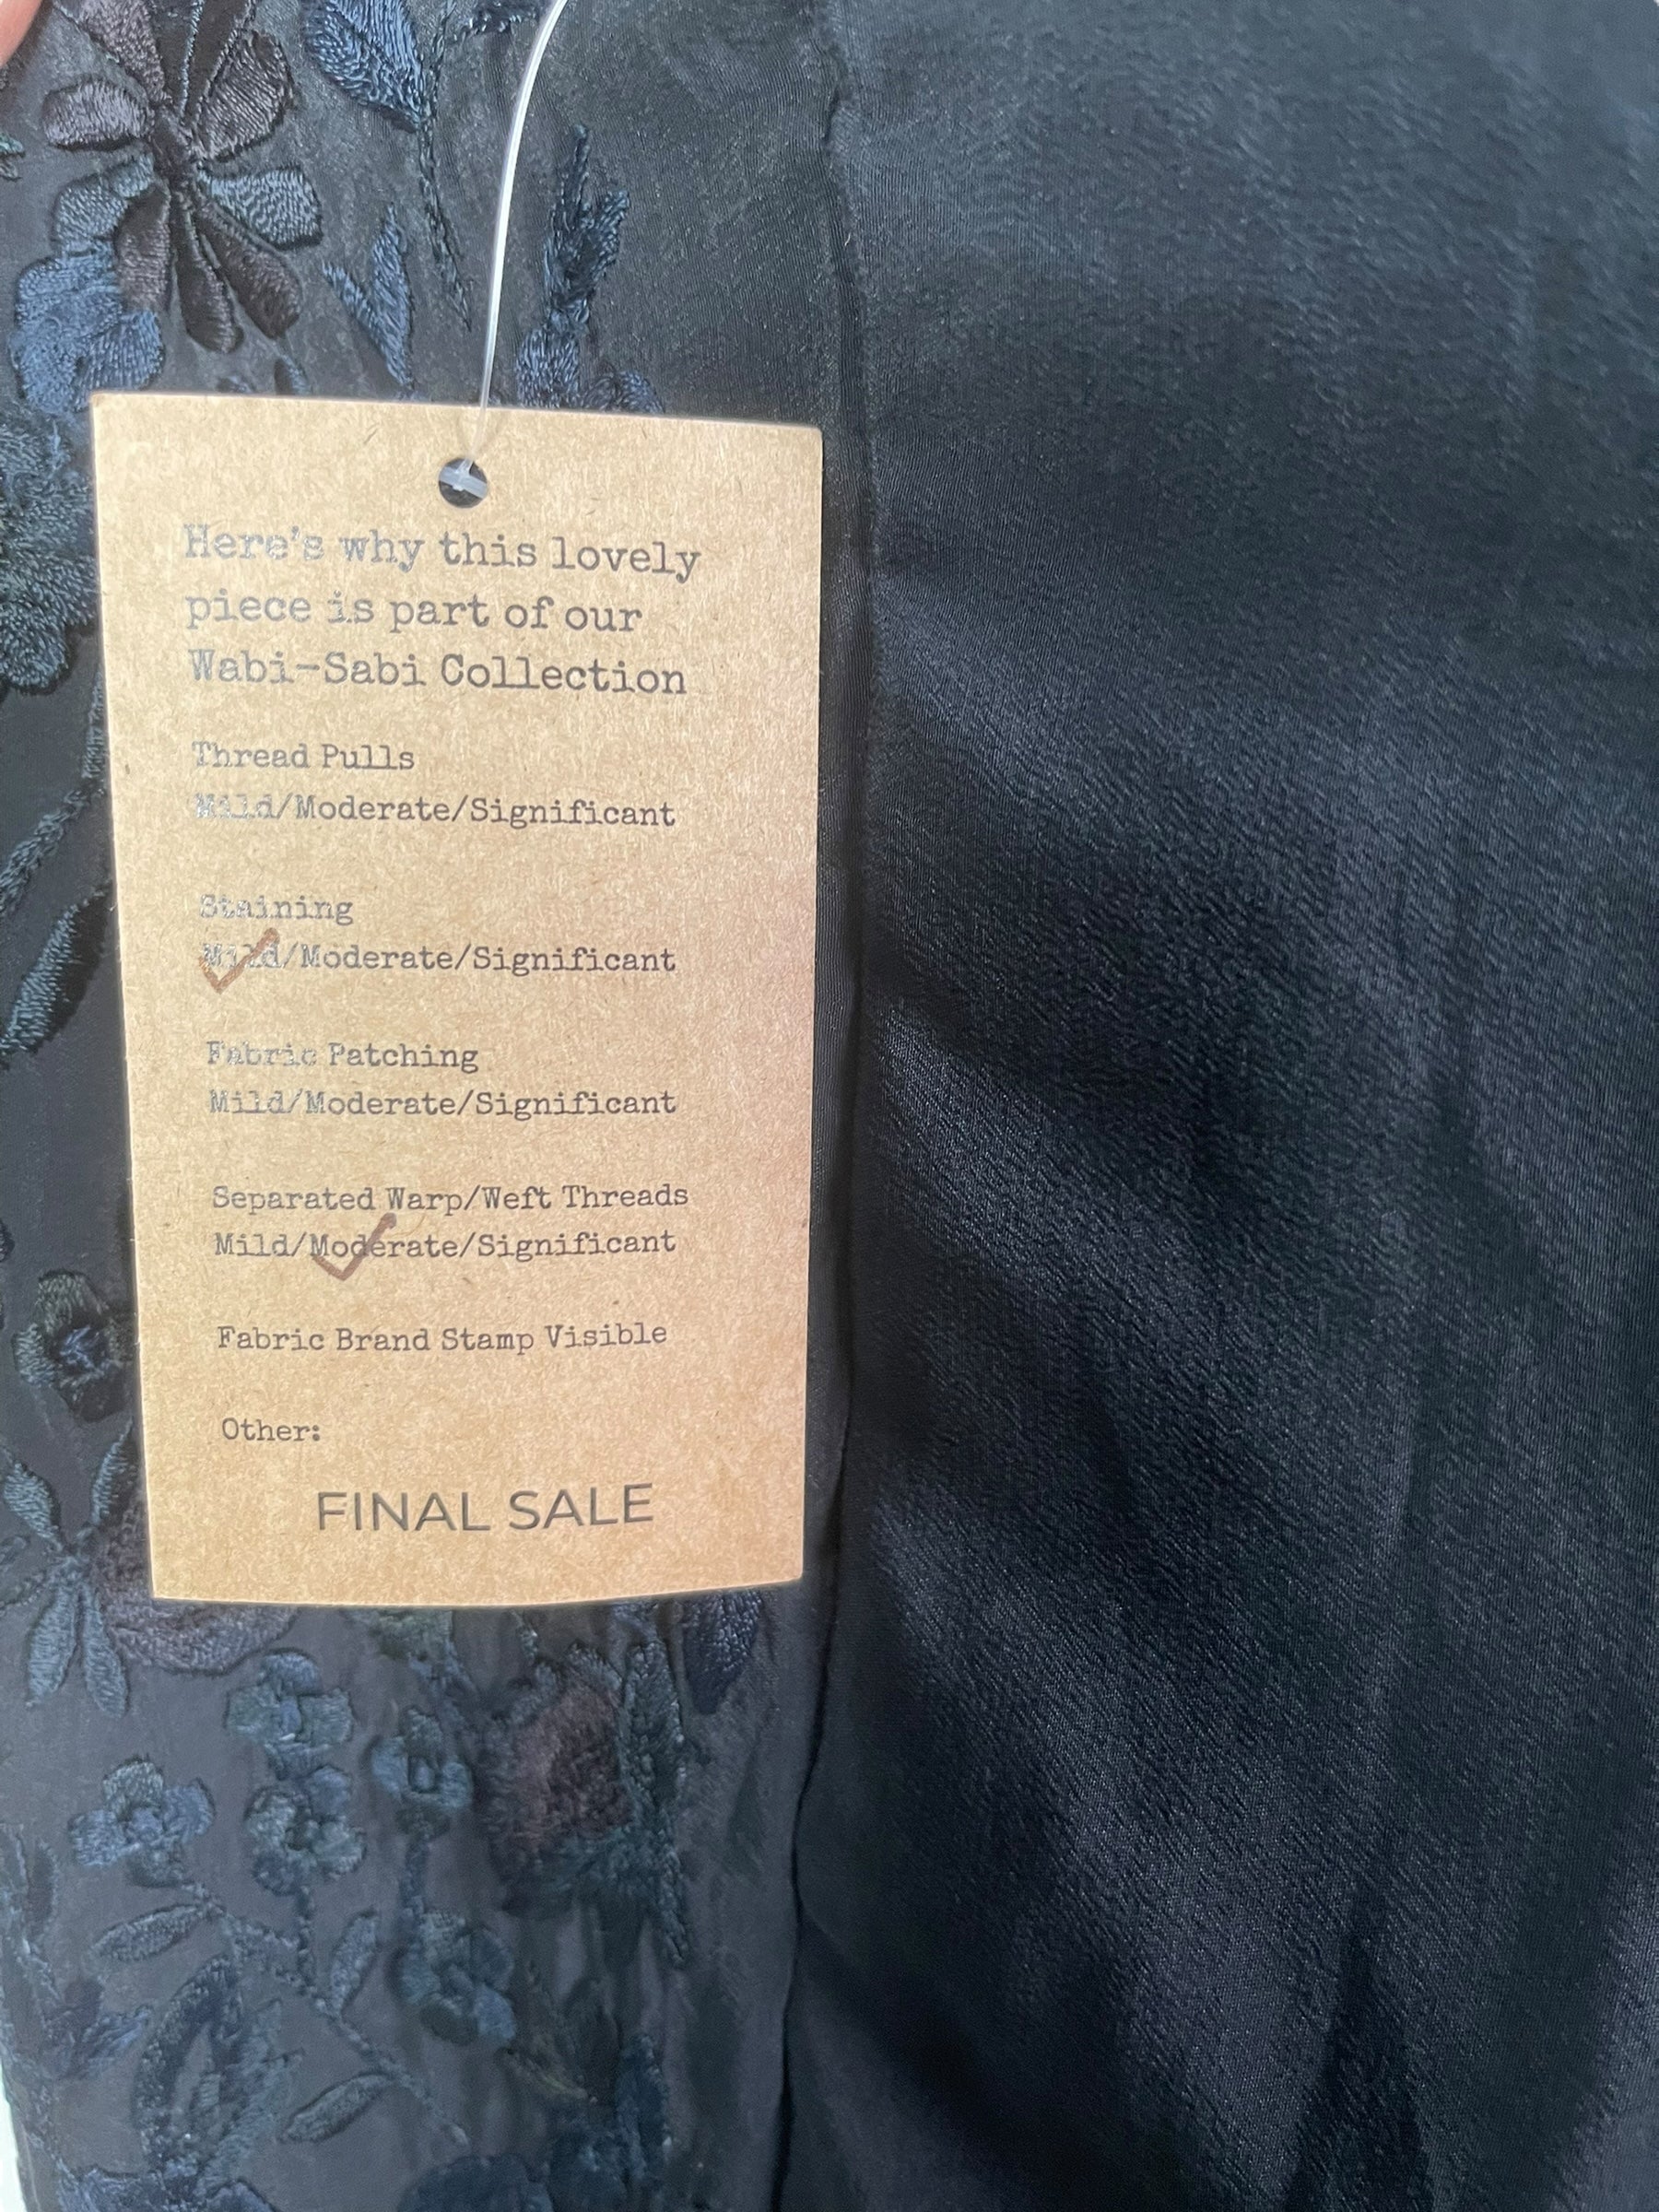 Here's why this lovely
piece is part of our
Wabi-Sabi Collection
Thread Pulls
Mild/Moderate/Significant
Staining
Mild/Moderate/Significant
Fabric Patching
Mild/Moderate/Significant
Separated Warp/Weft Threads
Mild/Moderate/Significant
Fabric Brand Stamp Visible
Other:
FINAL SALE